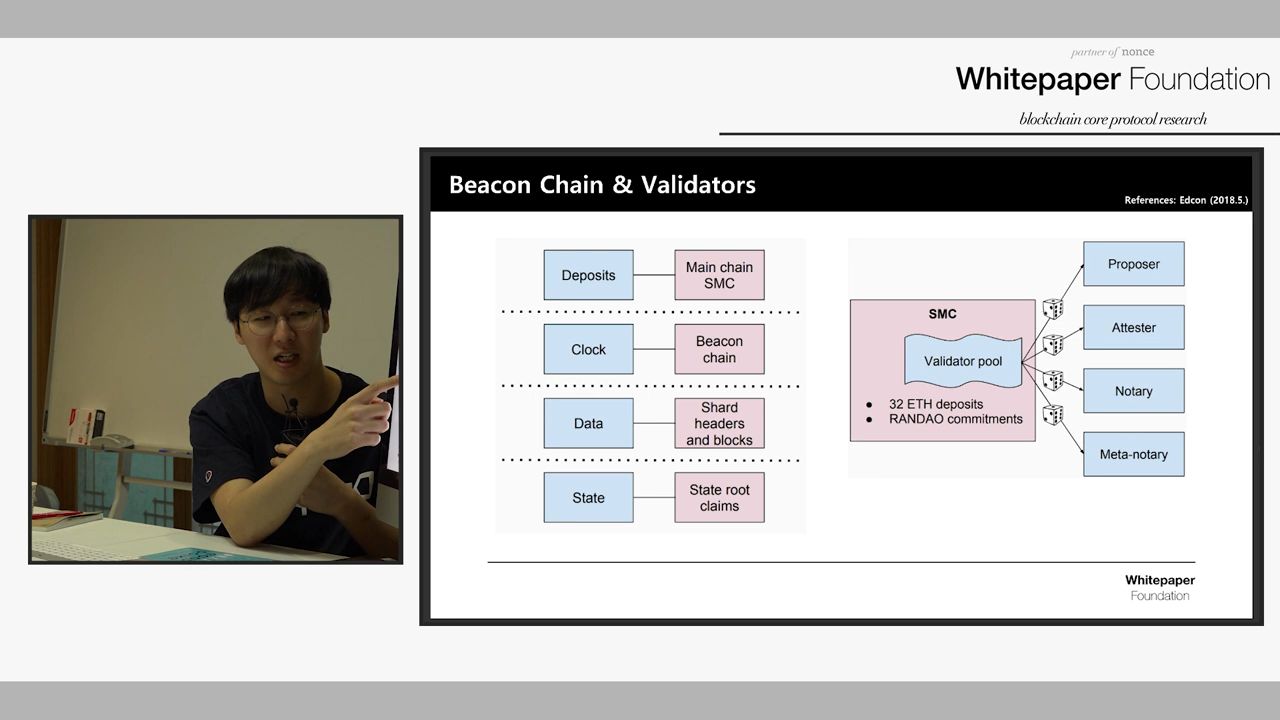 partner of nonce
Whitepaper Foundation
blockchain core protocol research
Beacon Chain & Validators
References: Edcon (2018.5.)
Deposits
Main chain
SMC
Clock
Beacon
chain
Data
Shard
headers
and blocks
State
State root
claims
SMC
Validator pool
● 32 ETH deposits
● RANDAO commitments
Proposer
Attester
Notary
Meta-notary
Whitepaper
Foundation